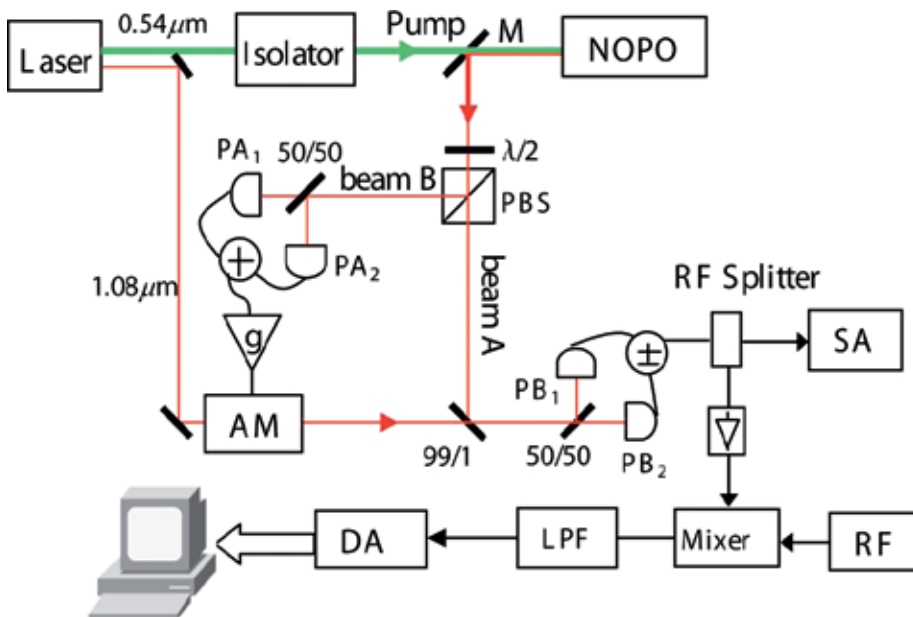 0.54μm
Pump
M
Laser
Isolator
NOPO
PA₁
50/50
λ/2
beam B
PBS
PA₂
1.08μm
beam A
RF Splitter
g
PB₁
SA
AM
99/1
50/50
PB₂
DA
LPF
Mixer
RF